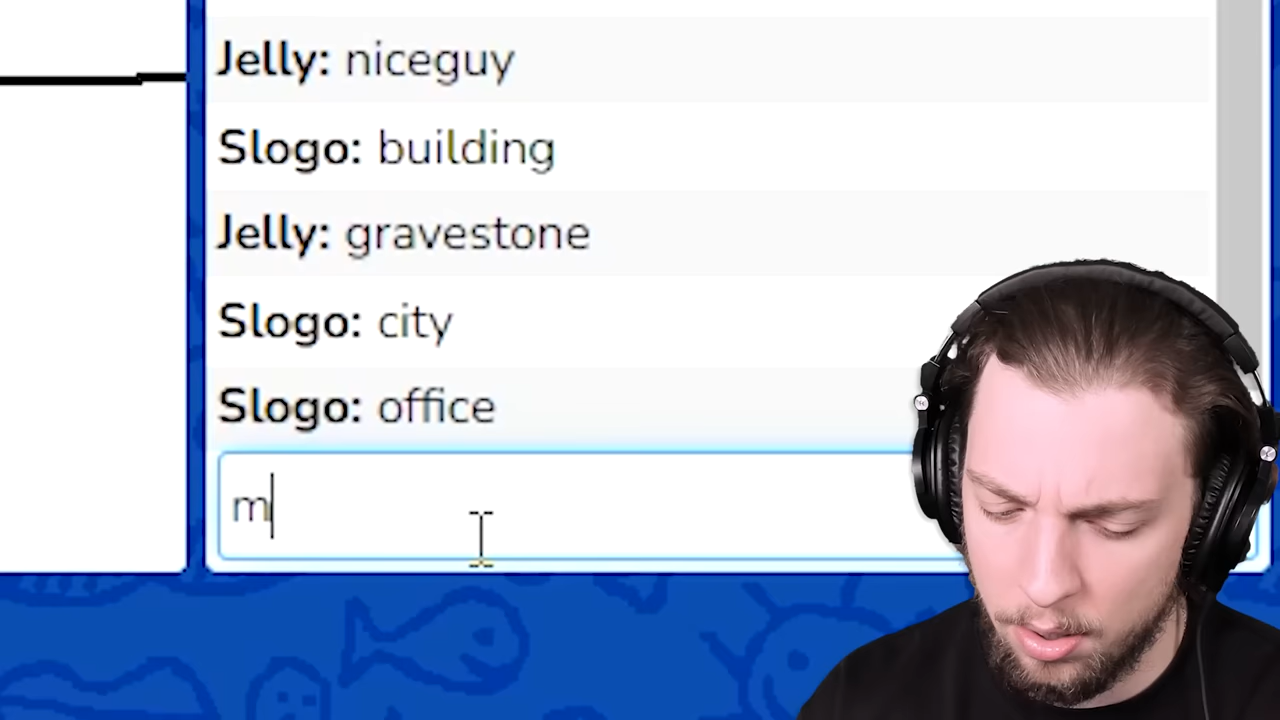 Jelly: niceguy
Slogo: building
Jelly: gravestone
Slogo: city
Slogo: office
m